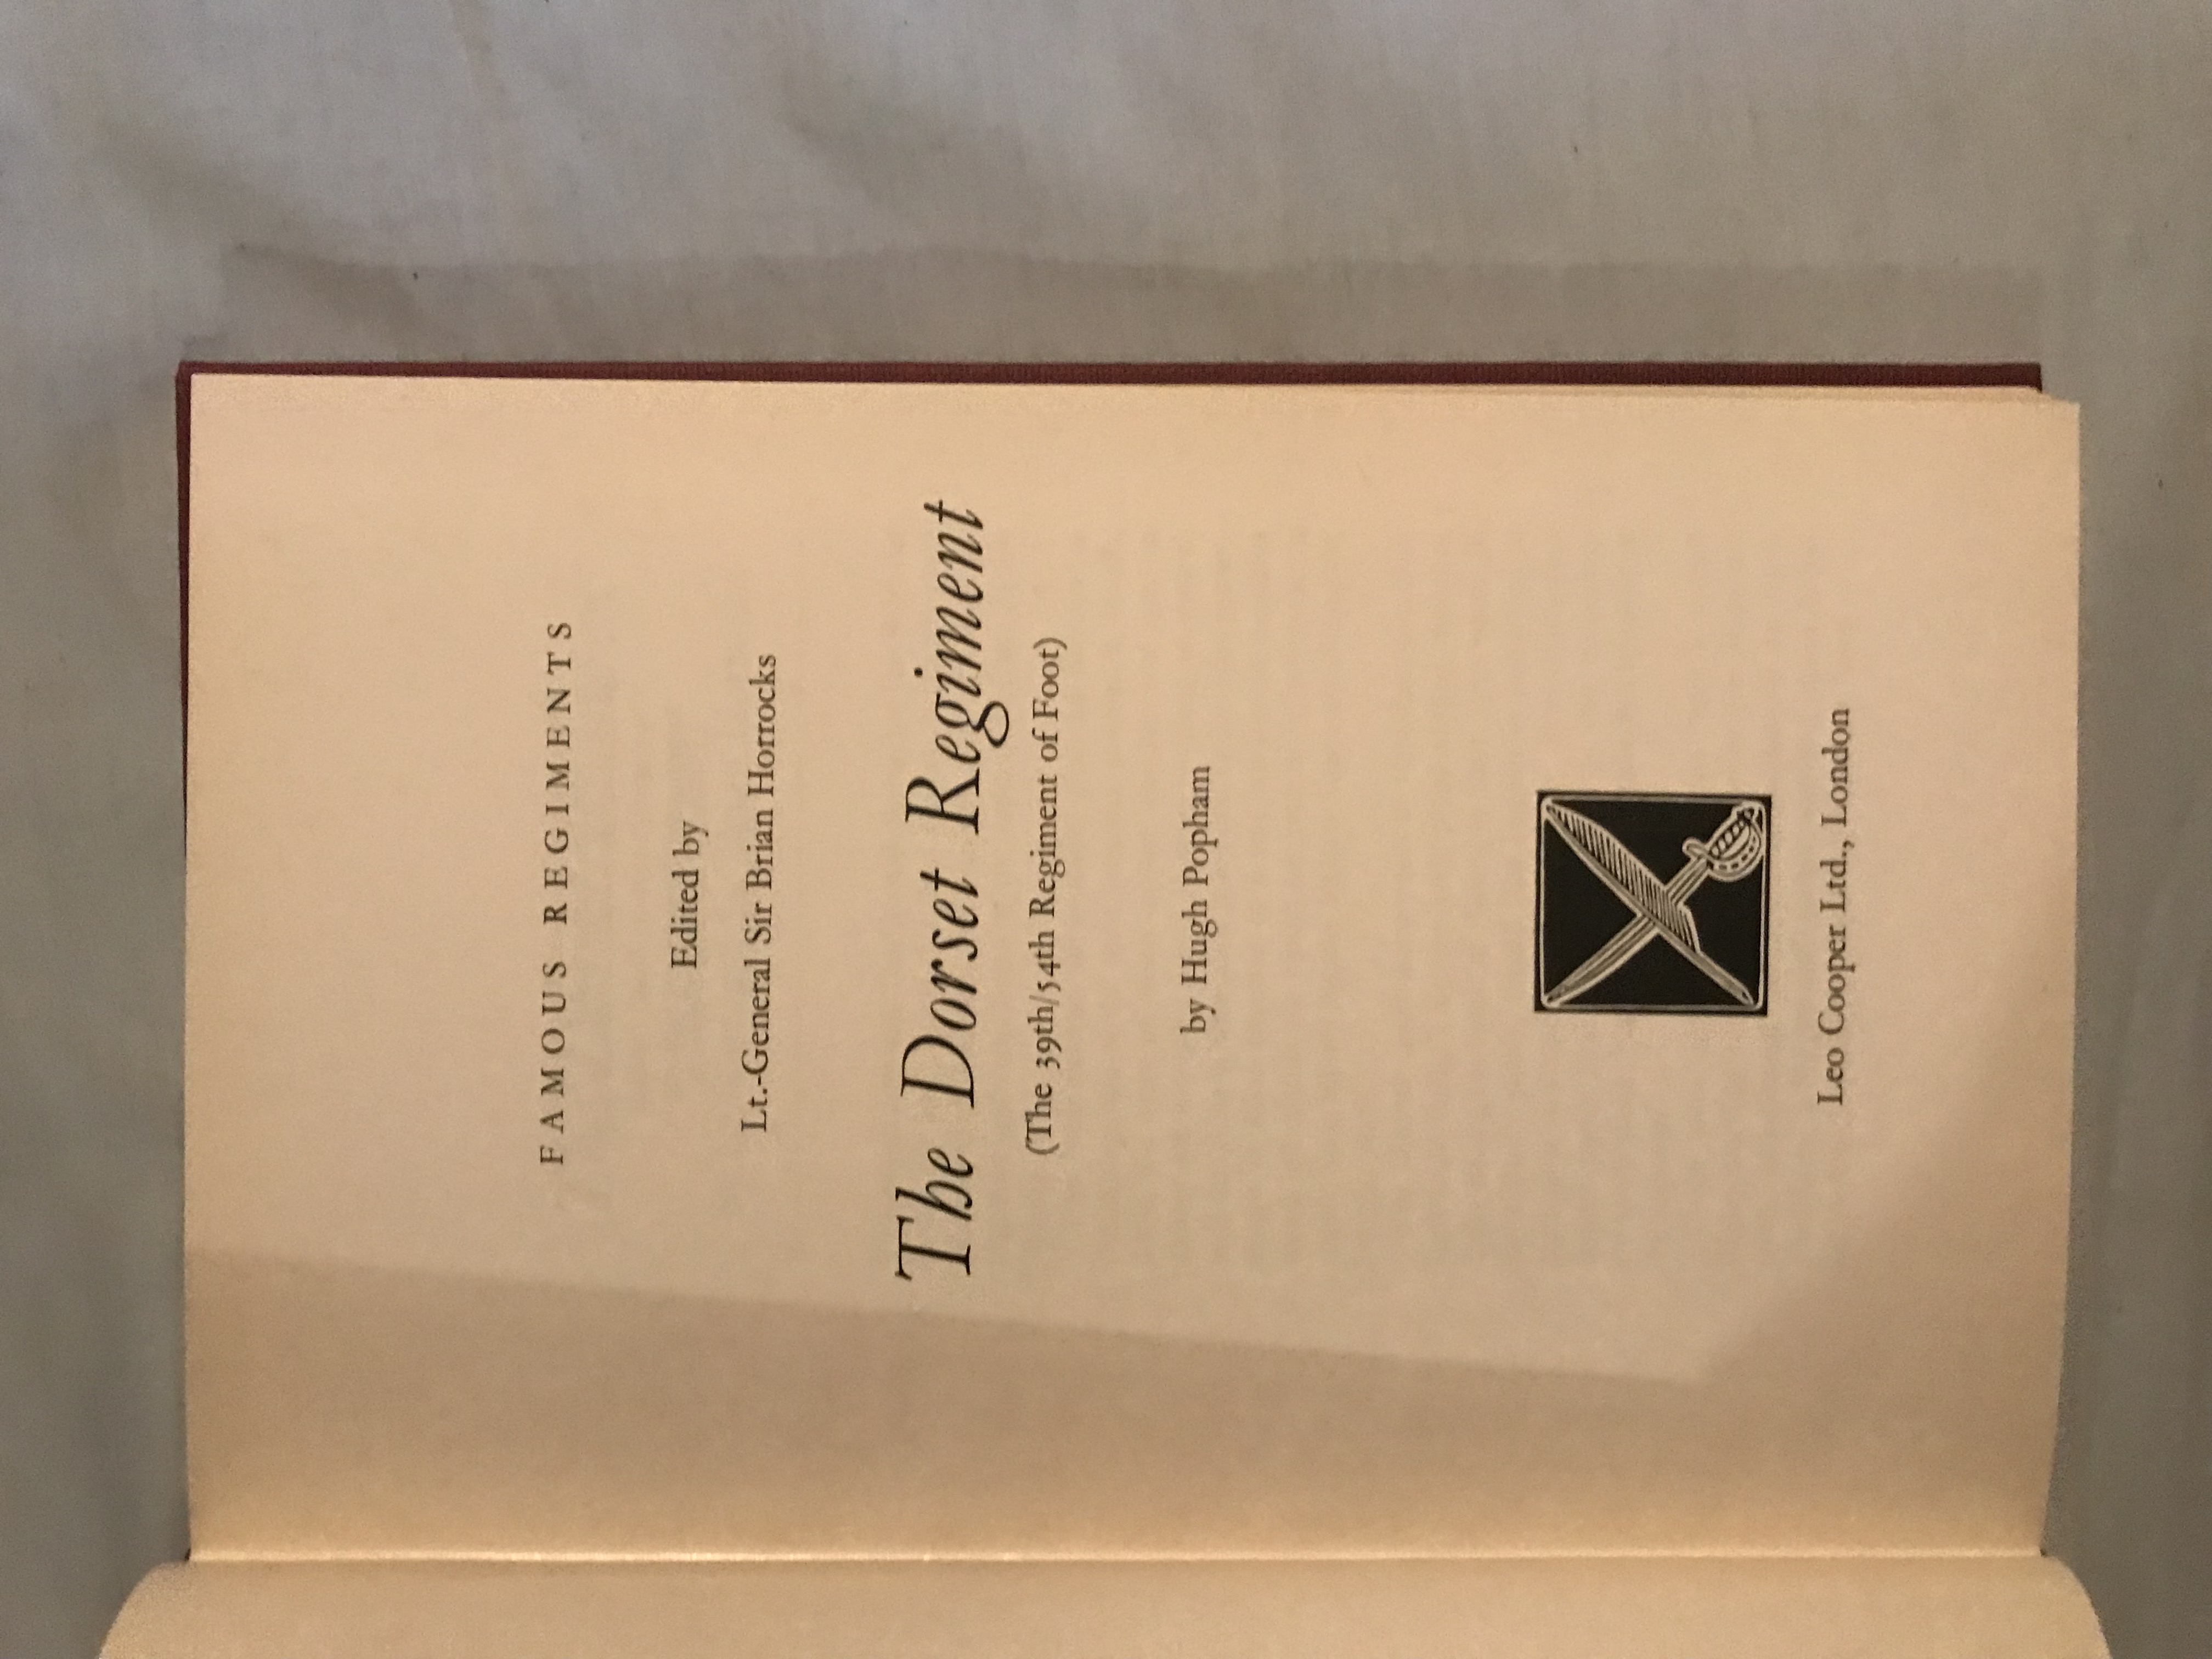 FAMOUS REGIMENTS
Edited by
Lt.-General Sir Brian Horrocks
The Dorset Regiment
(The 39th/54th Regiment of Foot)
by Hugh Popham
Leo Cooper Ltd., London